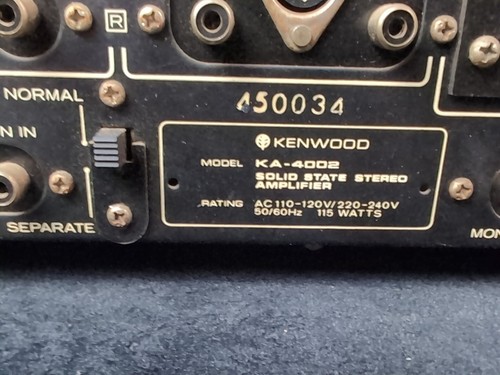 R
450034
NORMAL
N IN
SEPARATE
KENWOOD
MODEL KA-4002
SOLID STATE STEREO
AMPLIFIER
RATING AC 110-120V/220-240V
50/60Hz 115 WATTS
MON